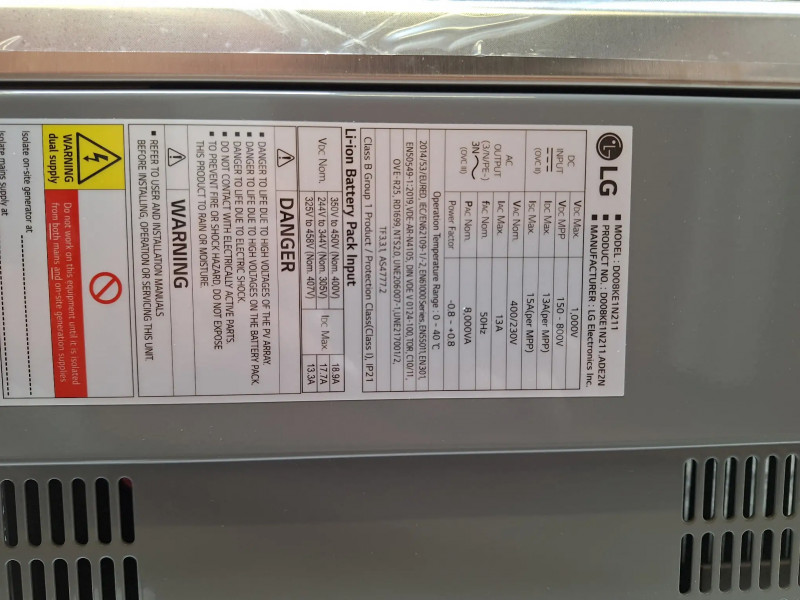 LG
■ MODEL : D008KE1N211
■ PRODUCT NO. : D008KE1N211.ADE2N
■ MANUFACTURER : LG Electronics Inc.
DC INPUT (OVC II)
VDC Max. 1,000V
VDC MPP 150 - 800V
IDC Max. 13A(per MPP)
ISC Max. 15A(per MPP)
AC OUTPUT (3/N/PE~) 3N~ (OVC III)
VAC Nom. 400/230V
IAC Max. 13A
fAC Nom. 50Hz
PAC Nom. 8,000VA
Power Factor -0.8 - +0.8
Operation Temperature Range : 0 - 40 ℃
2014/53/EU(RED, IEC/EN62109-1/-2, EN61000series, EN55011, EN301,
EN50549-1:2019, VDE-AR-N4105, DIN VDE V 0124-100, TOR, C10/11,
OVE-R25, RD1699, NTS2.0, UNE206007-1, UNE217001/2,
TF3.3.1, AS4777.2
Class B Group 1 Product / Protection Class(Class I), IP21
Li-ion Battery Pack Input
VDC Nom.
350V to 450V (Nom. 400V)
244V to 344V (Nom. 305V)
325V to 458V (Nom. 407V)
IDC Max.
18.9A
17.7A
13.3A
DANGER
■ DANGER TO LIFE DUE TO HIGH VOLTAGES OF THE PV ARRAY.
■ DANGER TO LIFE DUE TO HIGH VOLTAGES ON THE BATTERY PACK
■ DANGER TO LIFE DUE TO ELECTRIC SHOCK.
DO NOT CONTACT WITH ELECTRICALLY ACTIVE PARTS.
■ TO PREVENT FIRE OR SHOCK HAZARD, DO NOT EXPOSE
THIS PRODUCT TO RAIN OR MOISTURE.
WARNING
■ REFER TO USER AND INSTALLATION MANUALS
BEFORE INSTALLING, OPERATION OR SERVICING THIS UNIT.
WARNING
dual supply
Do not work on this equipment until it is isolated
from both mains and on-site generation supplies
isolate on-site generator at
isolate mains supply at